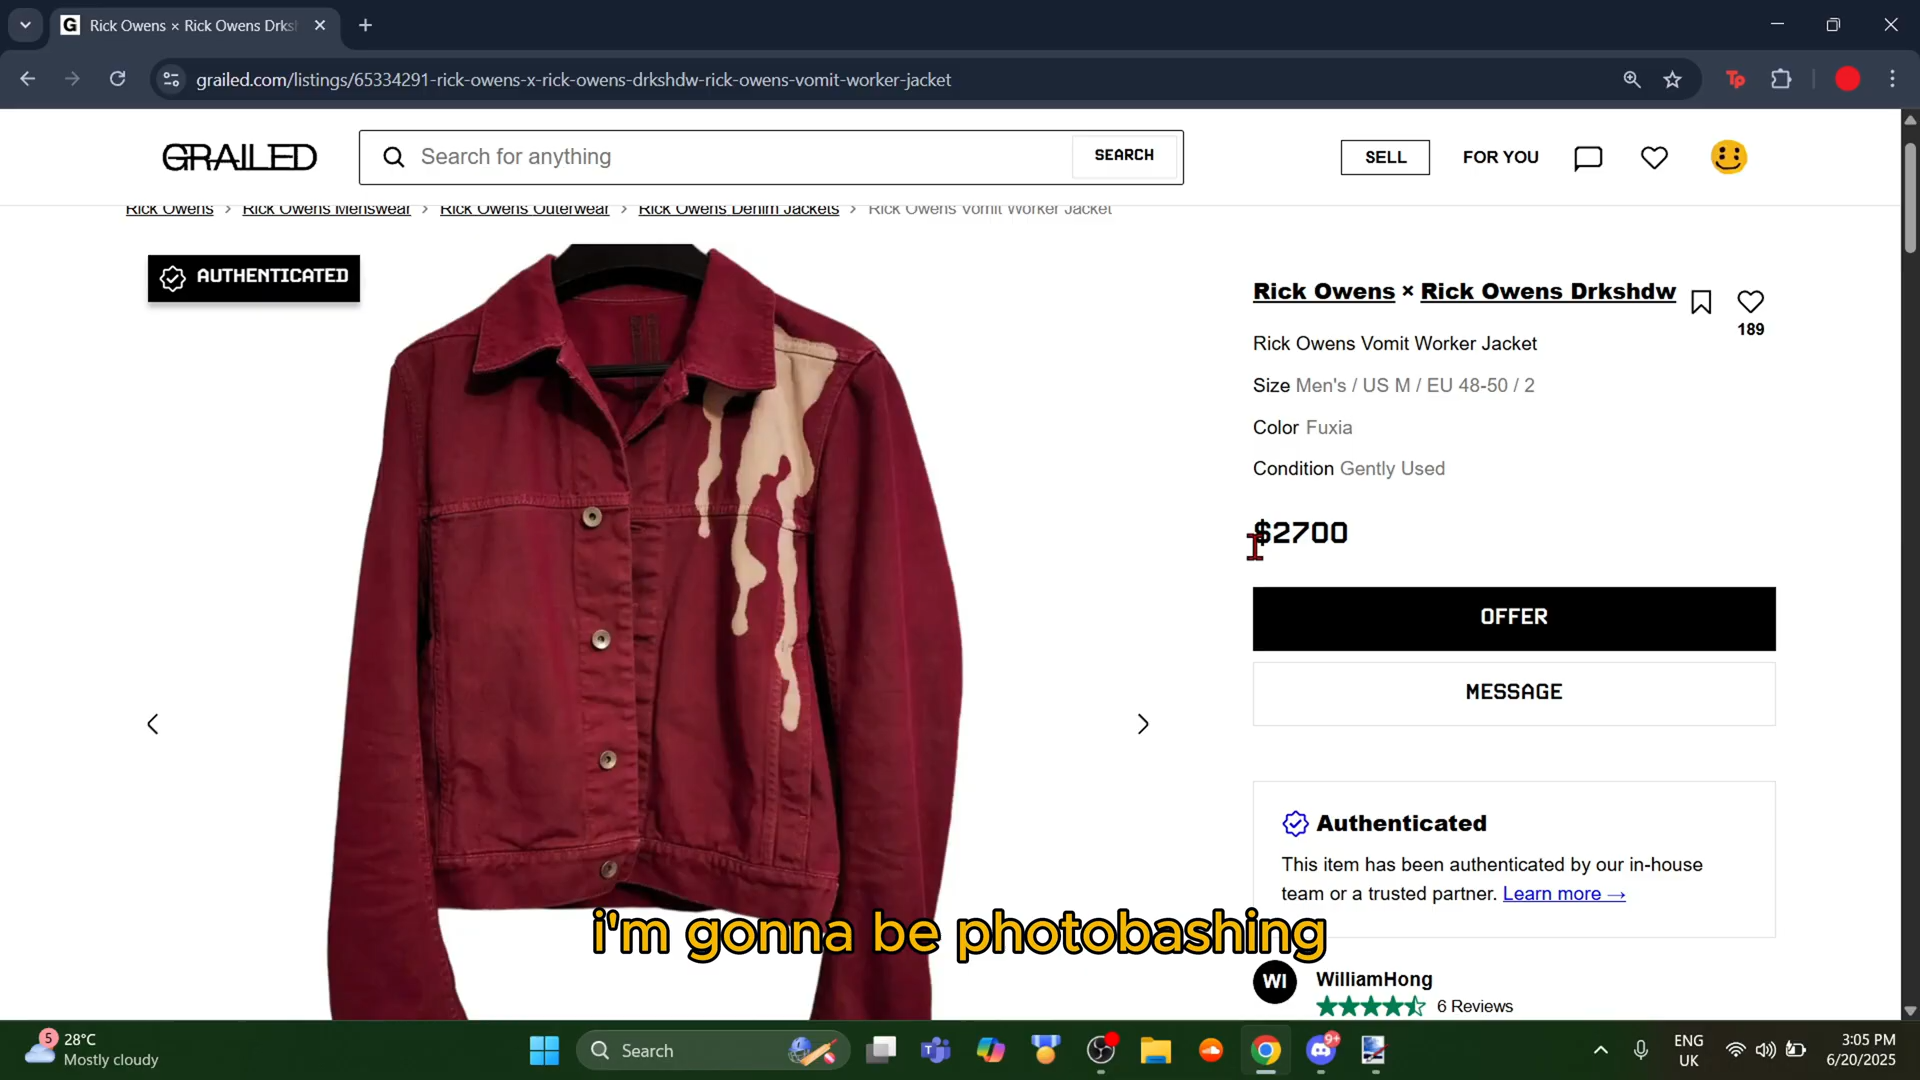 Rick Owens × Rick Owens Drks
grailed.com/listings/65334291-rick-owens-x-rick-owens-drkshdw-rick-owens-vomit-worker-jacket
GRAILED
Search for anything
SEARCH
SELL
FOR YOU
Rick Owens > Rick Owens Menswear > Rick Owens Outerwear > Rick Owens Denim Jackets > Rick Owens Vomit Worker Jacket
AUTHENTICATED
Rick Owens × Rick Owens Drkshdw
189
Rick Owens Vomit Worker Jacket
Size Men's / US M / EU 48-50 / 2
Color Fuxia
Condition Gently Used
$2700
OFFER
MESSAGE
Authenticated
This item has been authenticated by our in-house
team or a trusted partner. Learn more →
i'm gonna be photobashing
WI
WilliamHong
6 Reviews
5
28°C
Mostly cloudy
Search
9+
ENG
UK
3:05 PM
6/20/2025